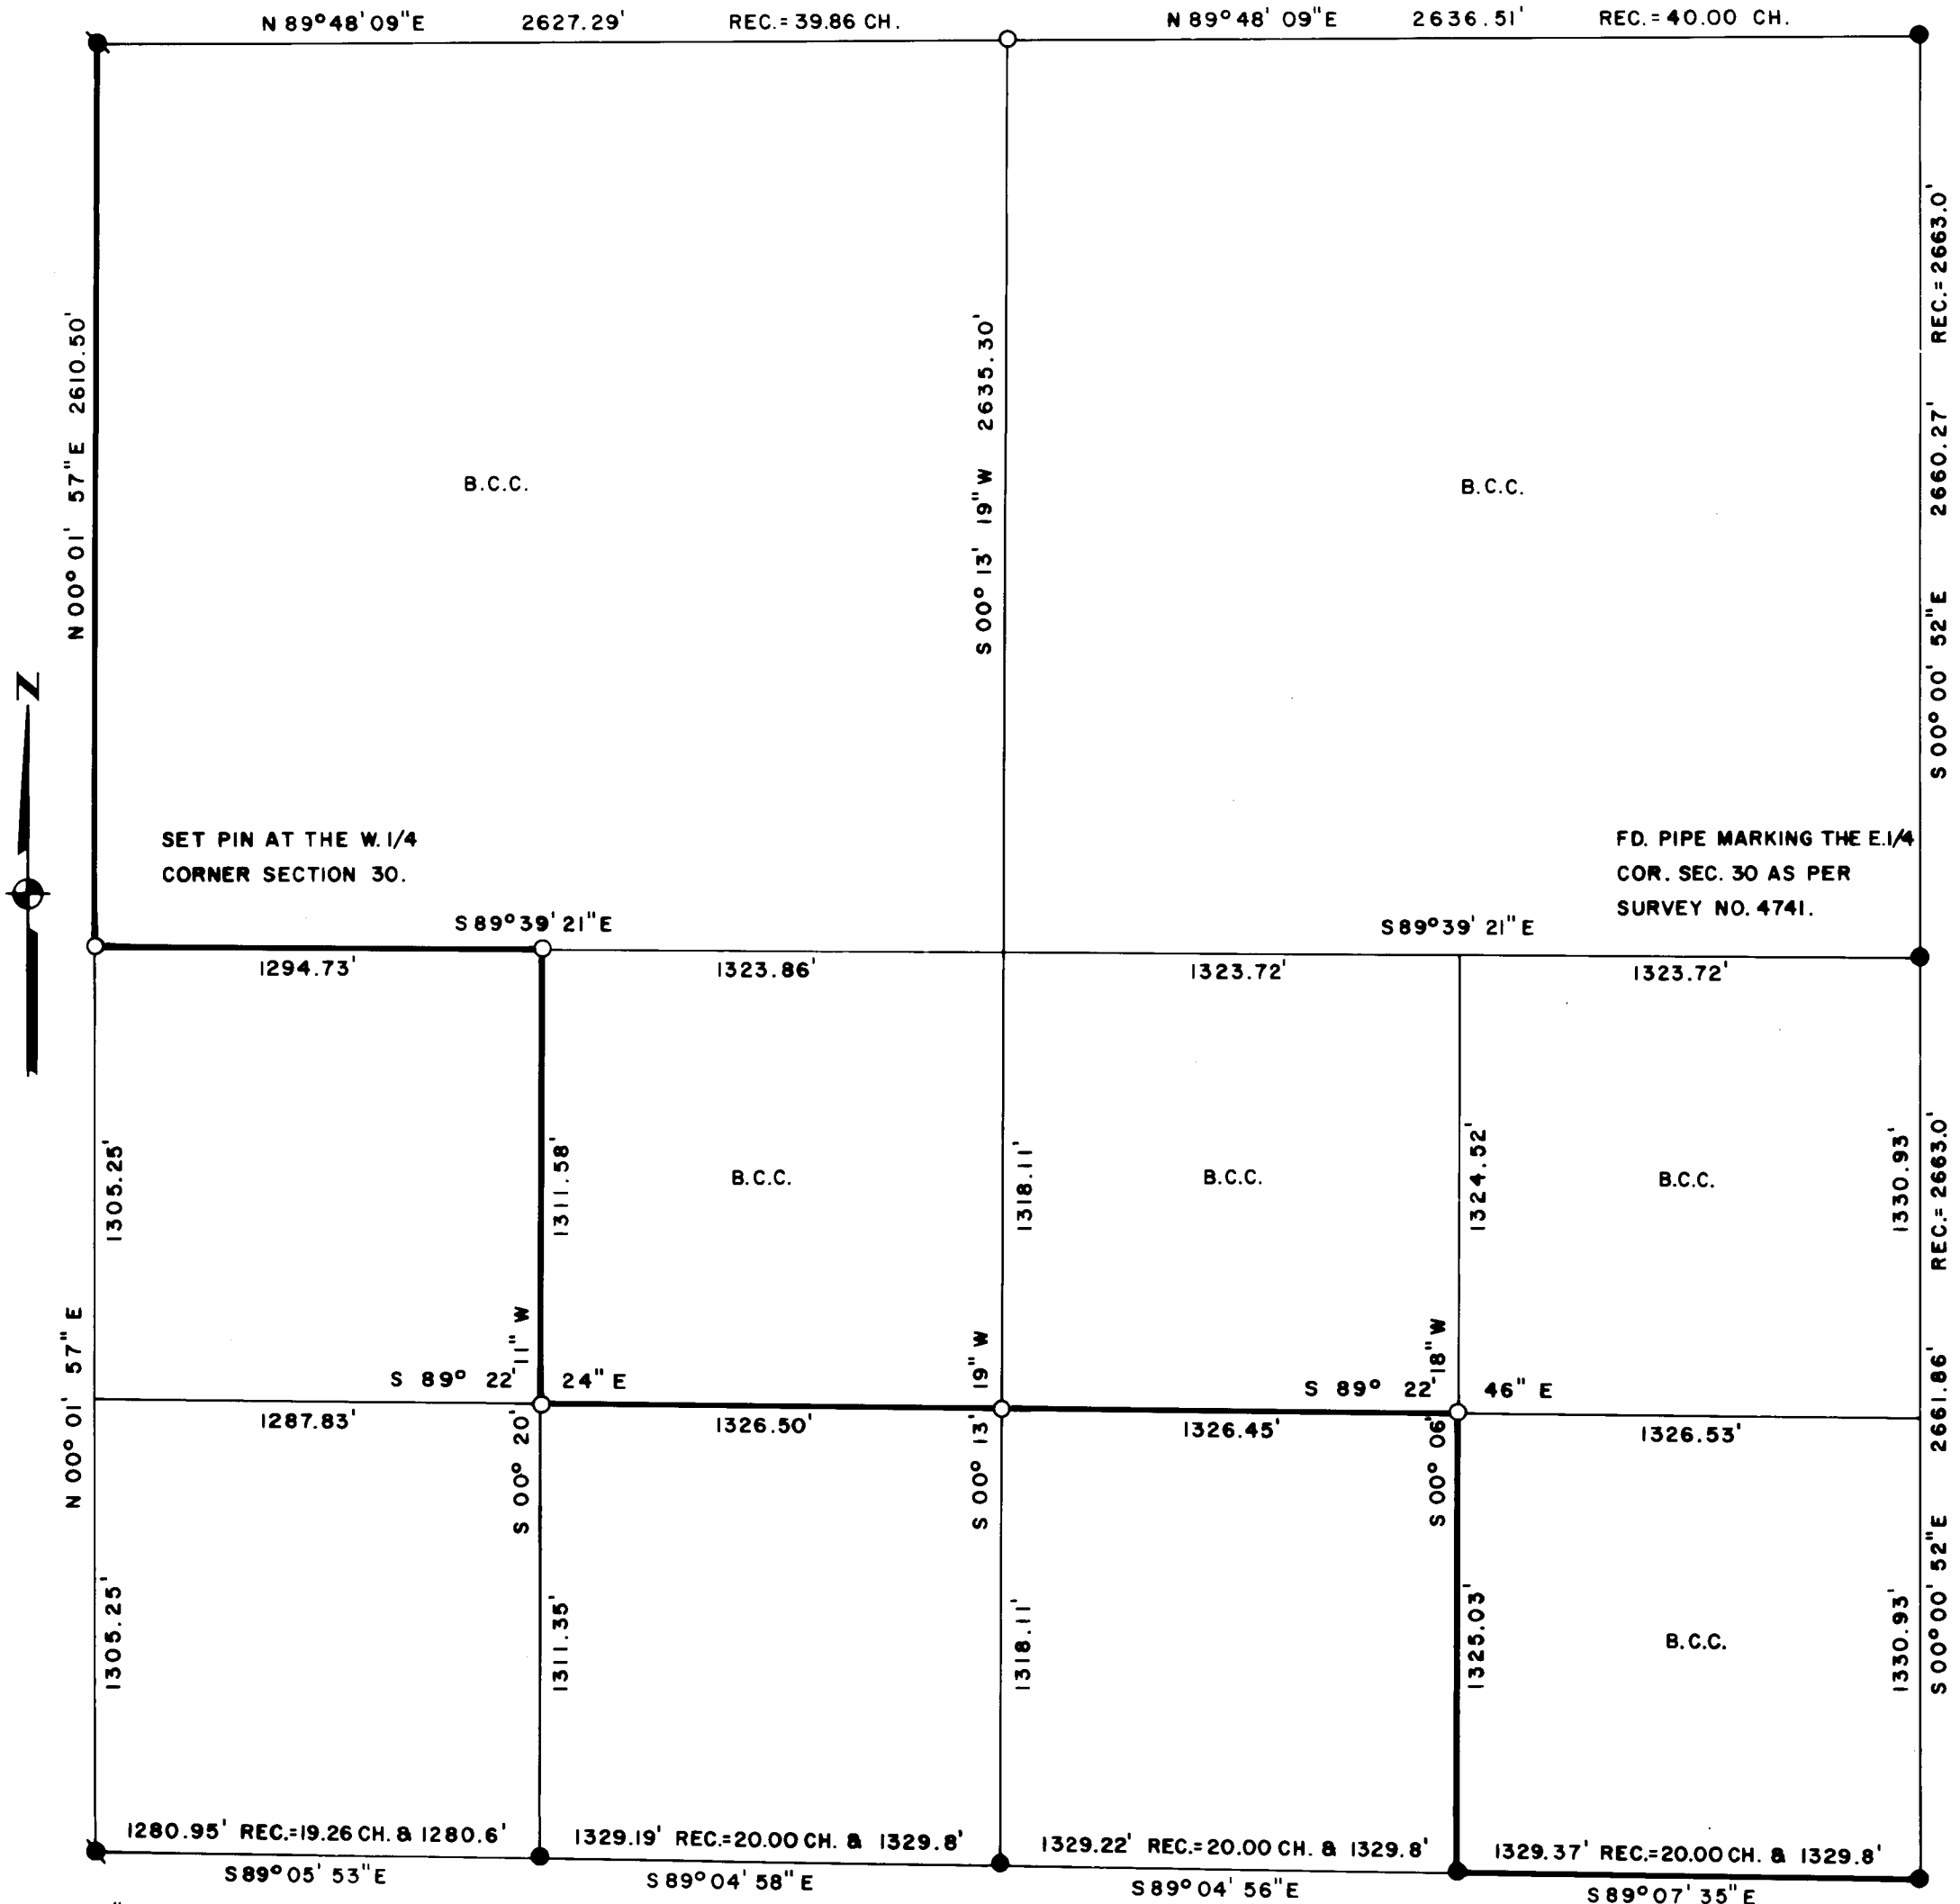 N 89°48'09"E 2627.29' REC.=39.86 CH.
N 89°48'09"E 2636.51' REC.=40.00 CH.
N 00° 01' 57"E 2610.50'
S 00° 13' 19"W 2635.30'
S 00° 00' 52"E 2660.27' REC.=2663.0'
B.C.C.
B.C.C.
N
SET PIN AT THE W.1/4
CORNER SECTION 30.
FD. PIPE MARKING THE E.1/4
COR. SEC. 30 AS PER
SURVEY NO. 4741.
S 89°39' 21"E
S 89°39' 21"E
1294.73'
1323.86'
1323.72'
1323.72'
1305.25'
1311.58'
B.C.C.
1318.11'
B.C.C.
1324.52'
B.C.C.
1330.93'
N 00° 01' 57" E
S 00° 20' 11" W
S 00° 13' 19" W
S 00° 06' 18" W
S 00° 00' 52"E 2661.86' REC.= 2663.0'
S 89° 22' 24" E
S 89° 22' 46" E
1287.83'
1326.50'
1326.45'
1326.53'
1305.25'
1311.35'
1318.11'
1325.03'
B.C.C.
1330.93'
1280.95' REC.=19.26 CH. & 1280.6'
1329.19' REC.=20.00 CH. & 1329.8'
1329.22' REC.=20.00 CH. & 1329.8'
1329.37' REC.=20.00 CH. & 1329.8'
S 89°05' 53"E
S 89°04' 58"E
S 89°04' 56"E
S 89°07' 35"E